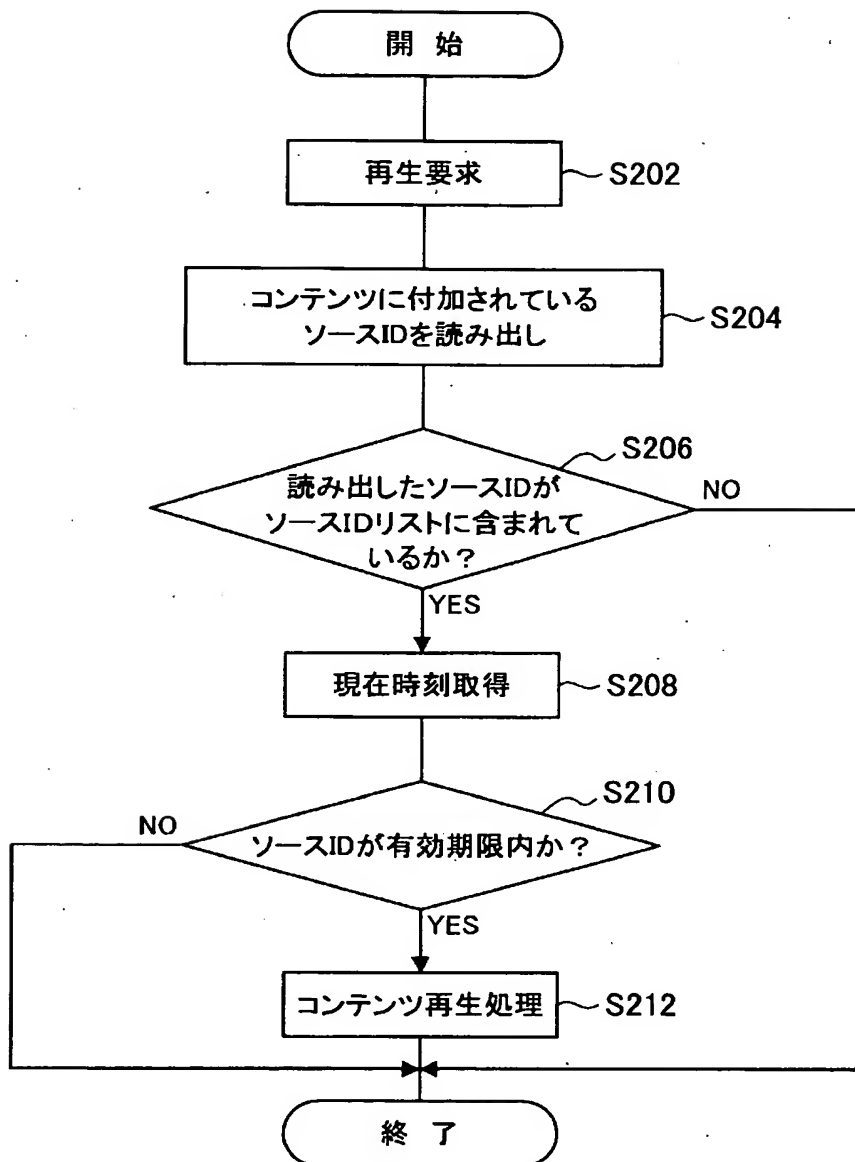 開 始
再生要求
S202
コンテンツに付加されている
ソースIDを読み出し
S204
S206
読み出したソースIDが
ソースIDリストに含まれて
いるか？
NO
YES
現在時刻取得
S208
S210
NO
ソースIDが有効期限内か？
YES
コンテンツ再生処理
S212
終 了